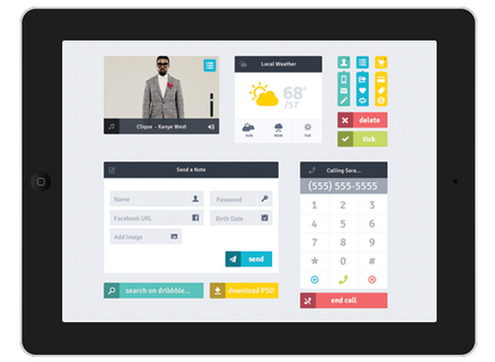 Local Weather
68°
/57°
SUN
MON
TUE
Clique - Kanye West
delete
tick
Send a Note
Name
Password
Facebook URL
Birth Date
Add Image
send
search on dribbble...
download PSD
Calling Sera...
(555) 555-5555
1 2 3
4 5 6
7 8 9
* 0 #
end call